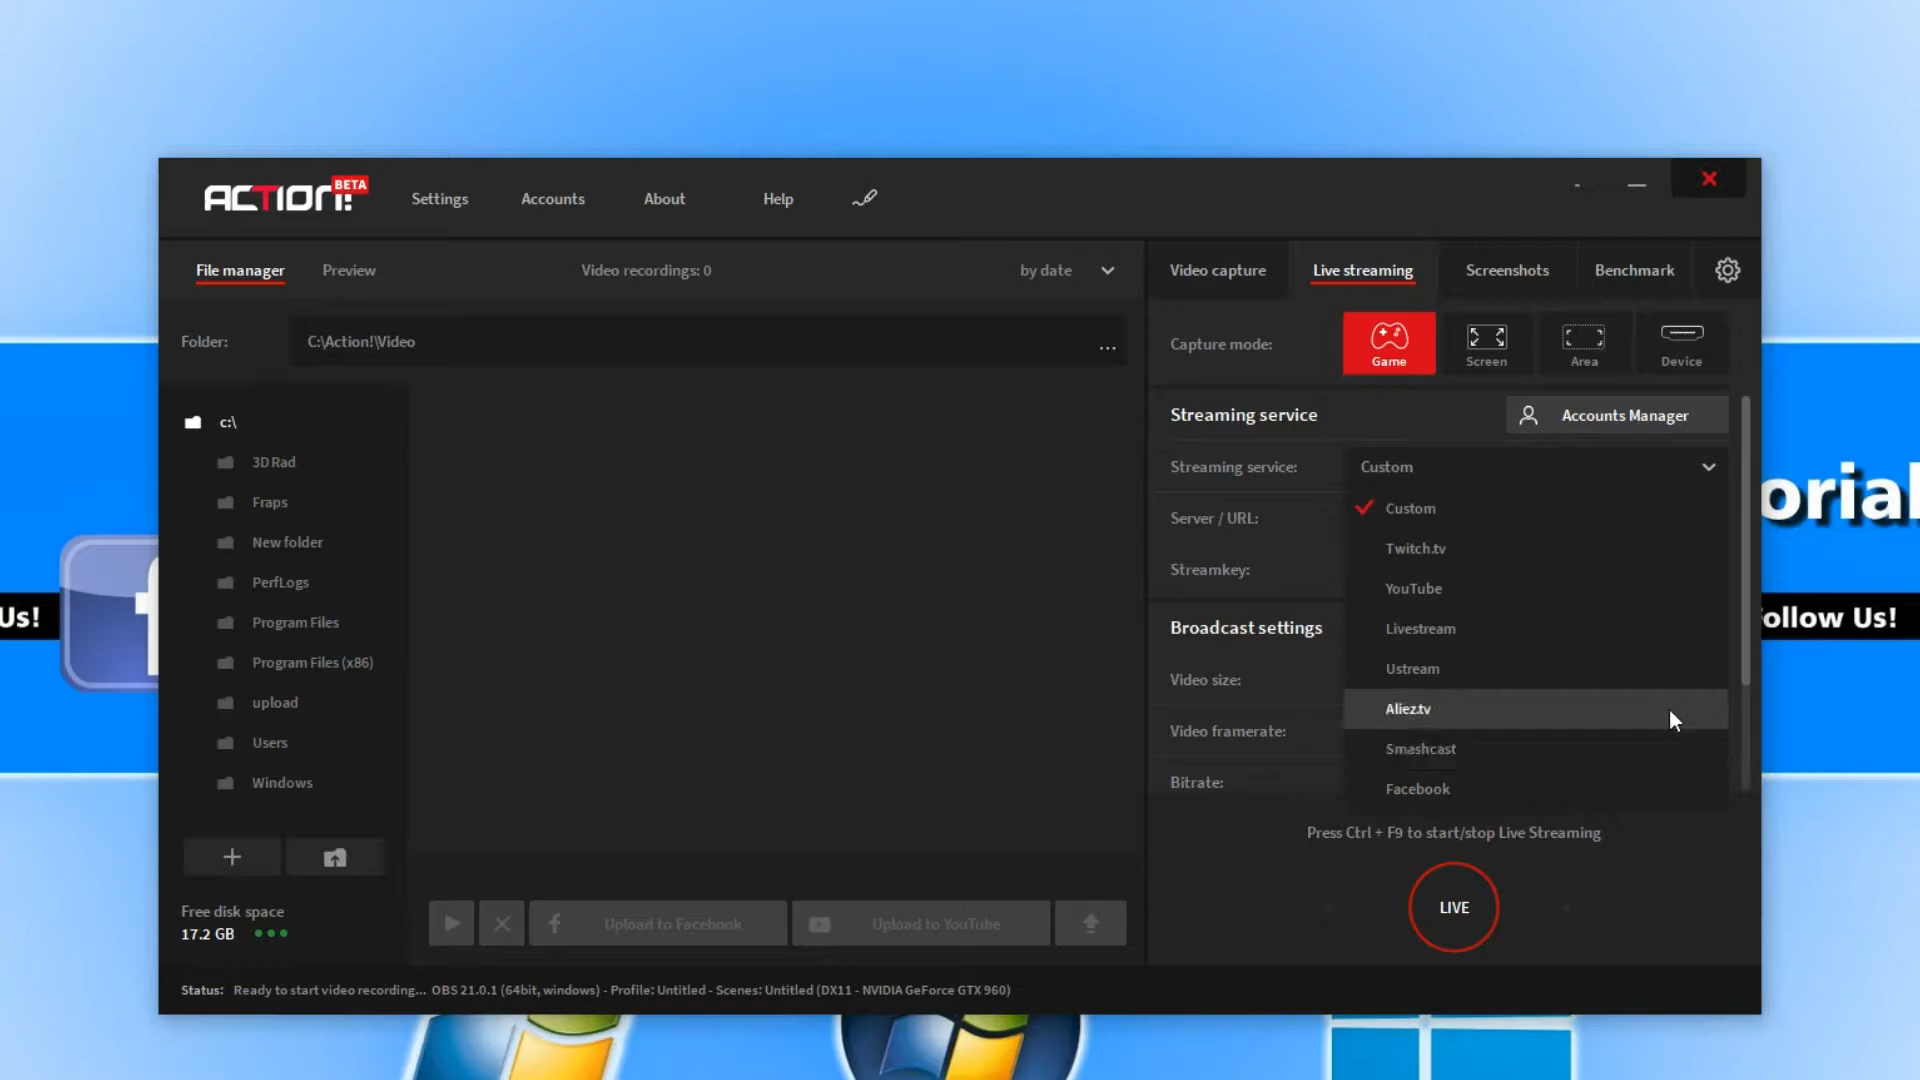 ACTION!
BETA
Settings
Accounts
About
Help
File manager
Preview
Video recordings: 0
by date
Video capture
Live streaming
Screenshots
Benchmark
Folder:
C:\Action!\Video
...
Capture mode:
Game
Screen
Area
Device
c:\
3D Rad
Fraps
New folder
PerfLogs
Program Files
Program Files (x86)
upload
Users
Windows
Streaming service
Accounts Manager
Streaming service:
Custom
Server / URL:
Streamkey:
Custom
Twitch.tv
YouTube
Livestream
Ustream
Aliez.tv
Smashcast
Facebook
Broadcast settings
Video size:
Video framerate:
Bitrate:
Press Ctrl + F9 to start/stop Live Streaming
LIVE
Free disk space
17.2 GB
Upload to Facebook
Upload to YouTube
Status: Ready to start video recording... OBS 21.0.1 (64bit, windows) - Profile: Untitled - Scenes: Untitled (DX11 - NVIDIA GeForce GTX 960)
Us!
orial
ollow Us!